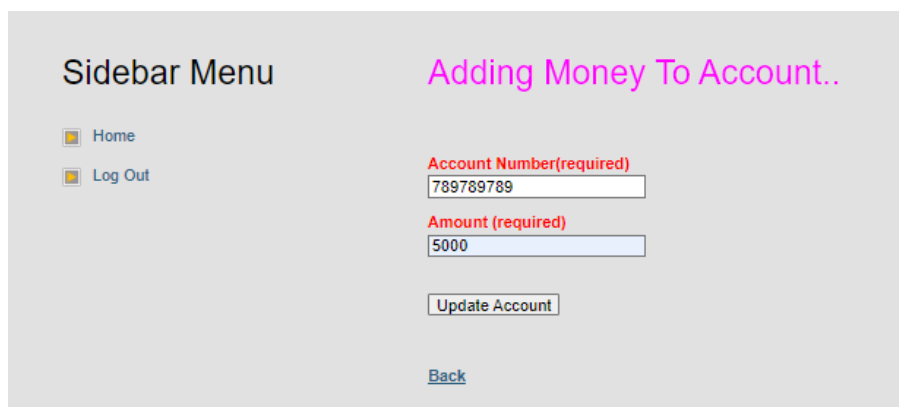 Sidebar Menu
Home
Log Out
Adding Money To Account..
Account Number(required)
789789789
Amount (required)
5000
Update Account
Back